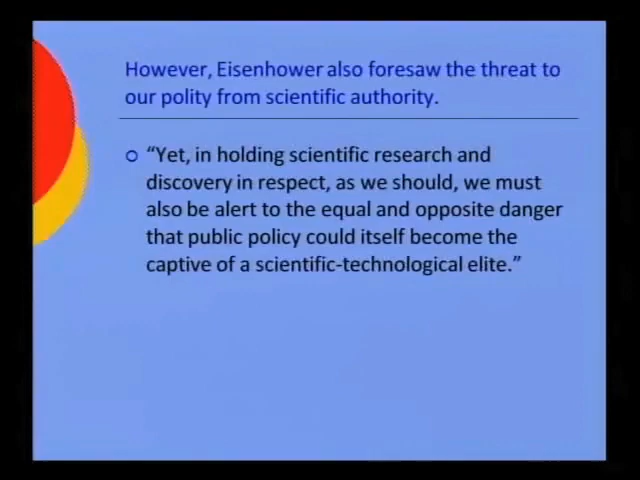 However, Eisenhower also foresaw the threat to
our polity from scientific authority.
“Yet, in holding scientific research and
discovery in respect, as we should, we must
also be alert to the equal and opposite danger
that public policy could itself become the
captive of a scientific-technological elite.”